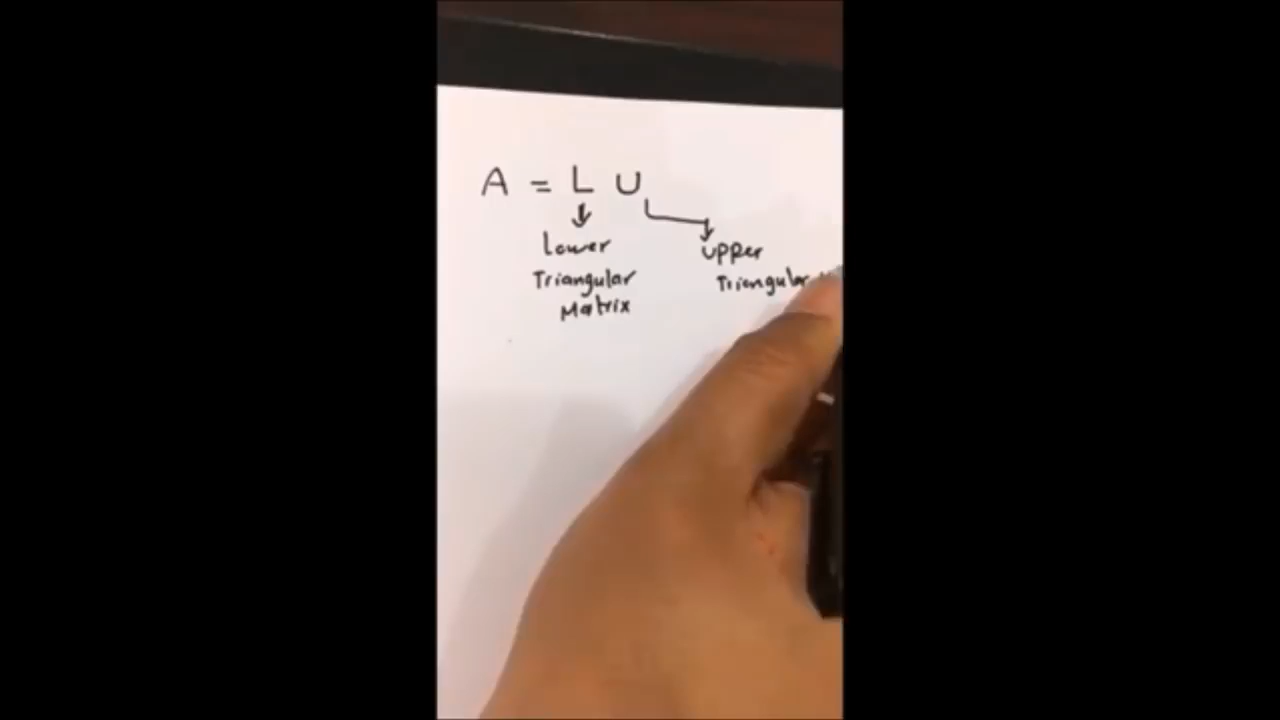 A = L U
Lower
Triangular
Matrix
upper
Triangular